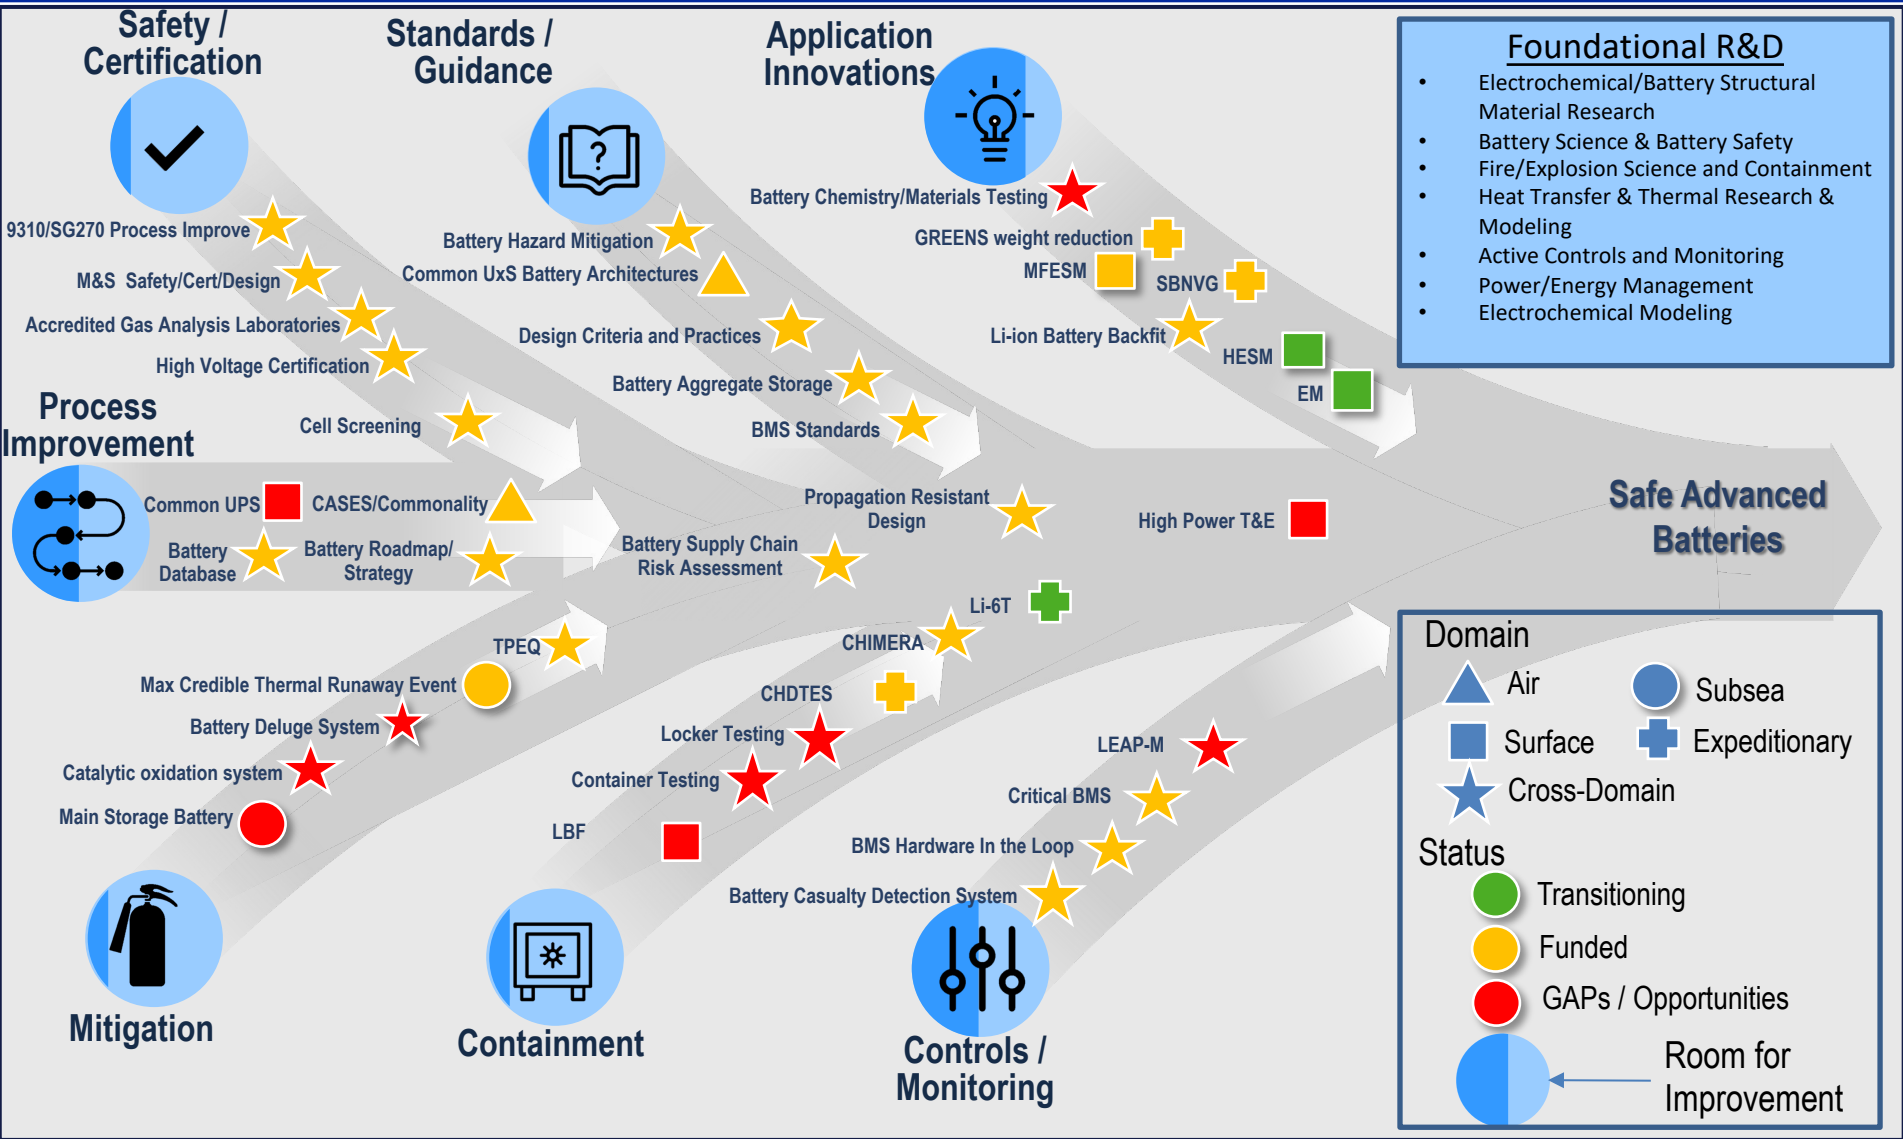 Safety /
Certification
Standards /
Guidance
Application
Innovations
Foundational R&D
• Electrochemical/Battery Structural
Material Research
• Battery Science & Battery Safety
• Fire/Explosion Science and Containment
• Heat Transfer & Thermal Research &
Modeling
• Active Controls and Monitoring
• Power/Energy Management
• Electrochemical Modeling
?
9310/SG270 Process Improve
M&S Safety/Cert/Design
Accredited Gas Analysis Laboratories
High Voltage Certification
Cell Screening
Battery Hazard Mitigation
Common UxS Battery Architectures
Design Criteria and Practices
Battery Aggregate Storage
BMS Standards
Battery Chemistry/Materials Testing
GREENS weight reduction
MFESM
SBNVG
Li-ion Battery Backfit
HESM
EM
Process
Improvement
Common UPS
CASES/Commonality
Battery
Database
Battery Roadmap/
Strategy
Battery Supply Chain
Risk Assessment
Propagation Resistant
Design
High Power T&E
Safe Advanced
Batteries
Li-6T
CHIMERA
CHDTES
Locker Testing
Container Testing
LBF
TPEQ
Max Credible Thermal Runaway Event
Battery Deluge System
Catalytic oxidation system
Main Storage Battery
LEAP-M
Critical BMS
BMS Hardware In the Loop
Battery Casualty Detection System
Mitigation
Containment
Controls /
Monitoring
Domain
Air
Subsea
Surface
Expeditionary
Cross-Domain
Status
Transitioning
Funded
GAPs / Opportunities
Room for
Improvement